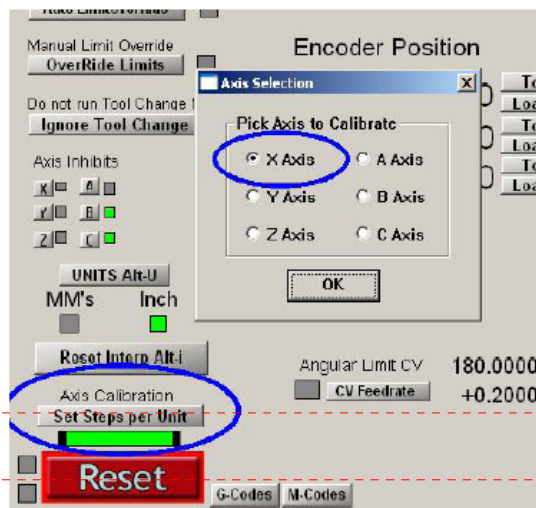 Manual Limit Override
OverRide Limits
Encoder Position
Axis Selection
X
To
Do not run Tool Change
Ignore Tool Change
Pick Axis to Calibrate
X Axis
A Axis
Y Axis
B Axis
Z Axis
C Axis
OK
Axis Inhibits
X
A
Y
B
Z
C
UNITS Alt-U
MM's
Inch
Reset Interp Alt-i
Angular Limit CV
180.0000
CV Feedrate
+0.2000
Axis Calibration
Set Steps per Unit
Reset
G-Codes
M-Codes